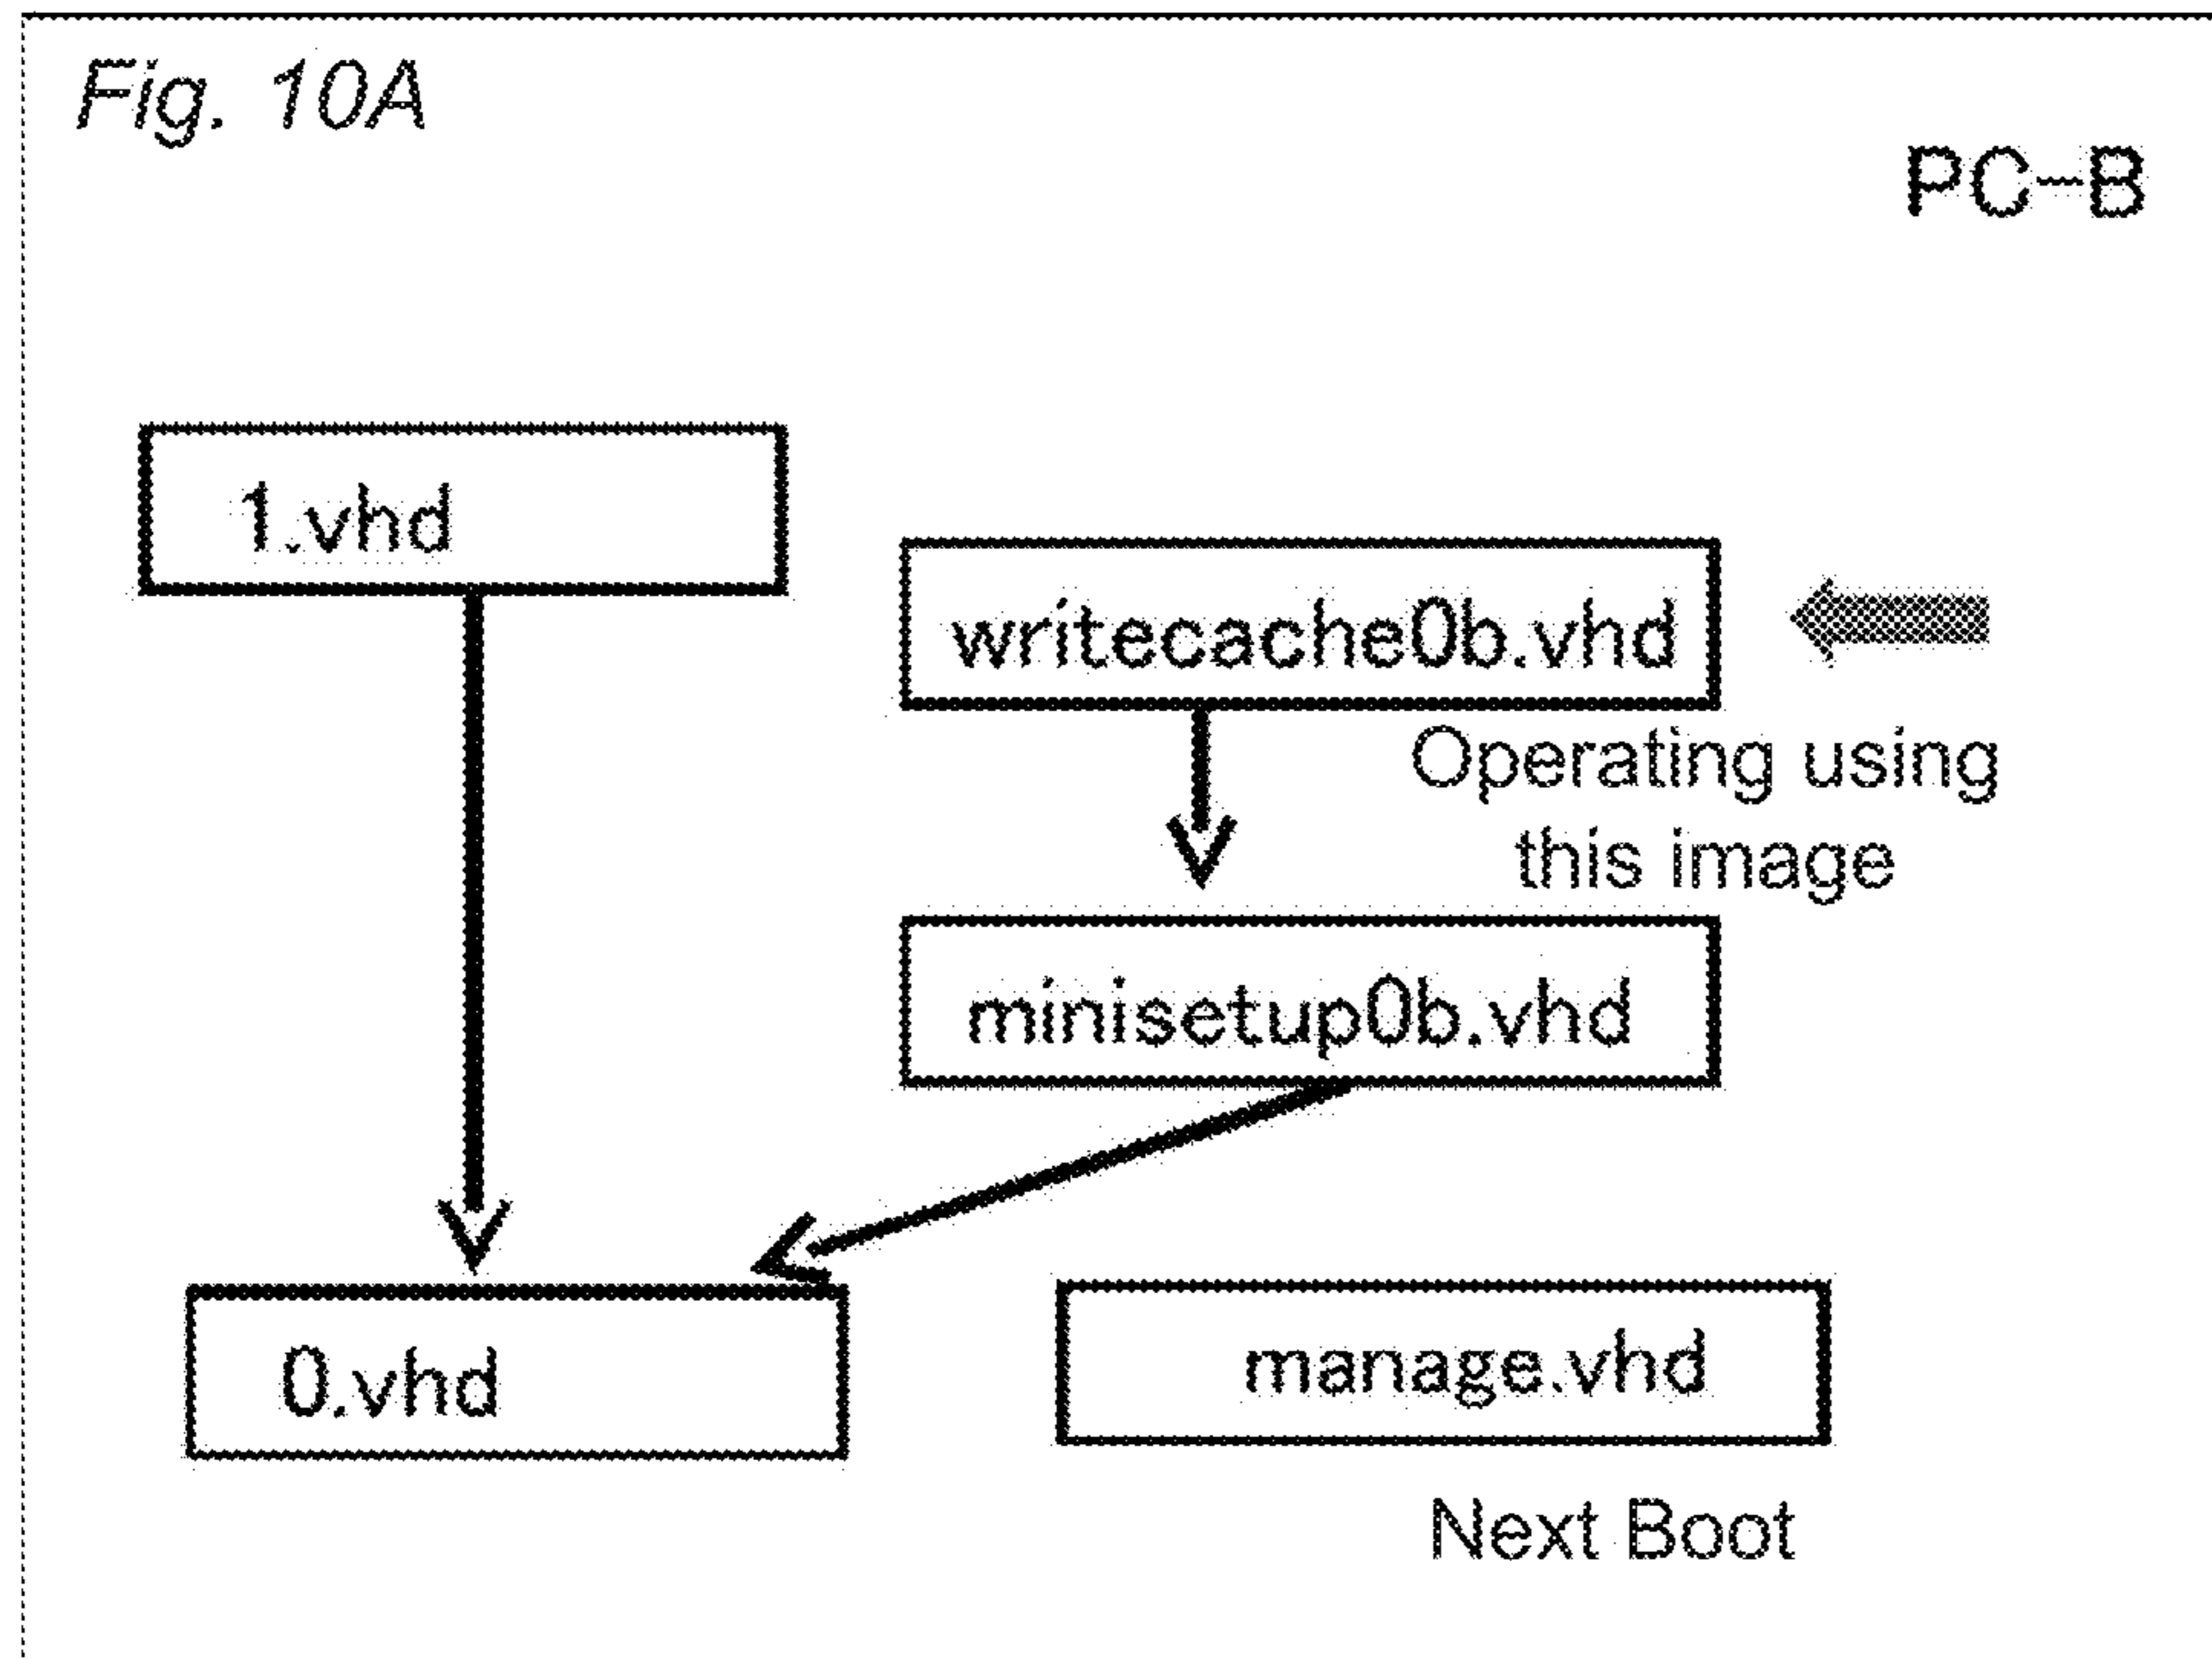 Fig. 10A
PC-B
1.vhd
writecache0b.vhd
Operating using
this image
minisetup0b.vhd
0.vhd
manage.vhd
Next Boot